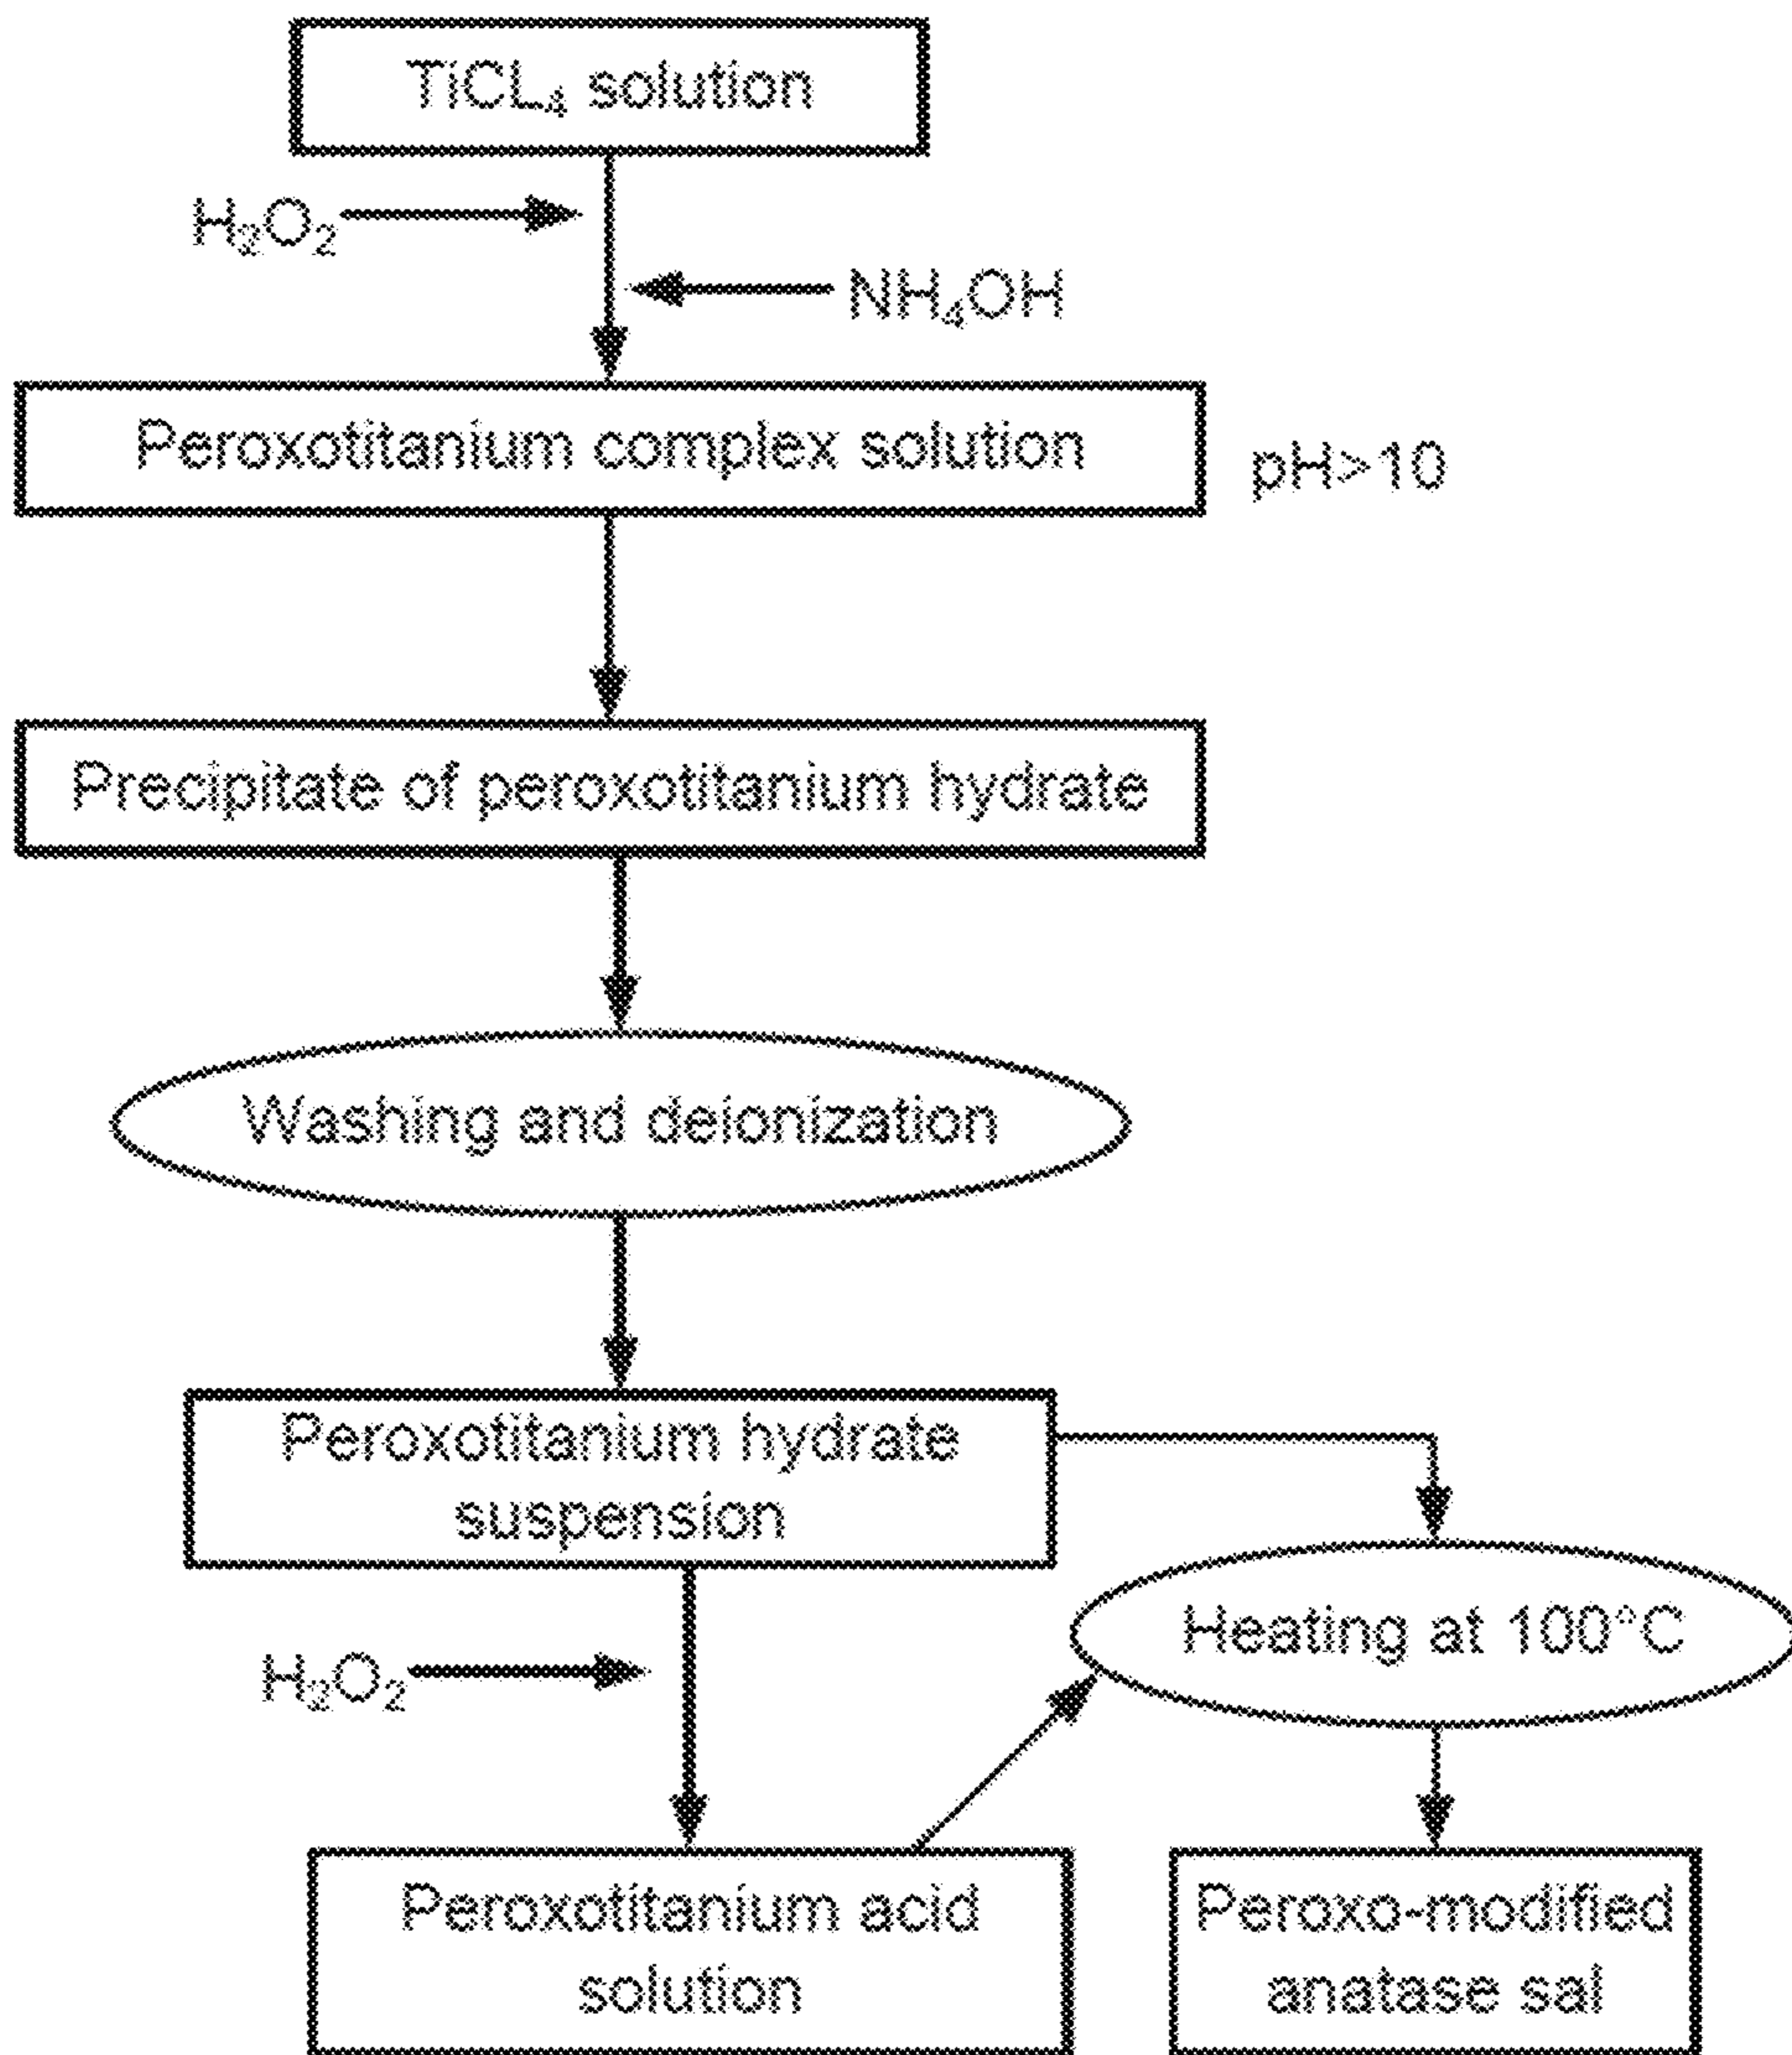 TiCL₄ solution
H₂O₂
NH₄OH
Peroxotitanium complex solution
pH>10
Precipitate of peroxotitanium hydrate
Washing and deionization
Peroxotitanium hydrate
suspension
Heating at 100°C
H₂O₂
Peroxotitanium acid
solution
Peroxo-modified
anatase sal